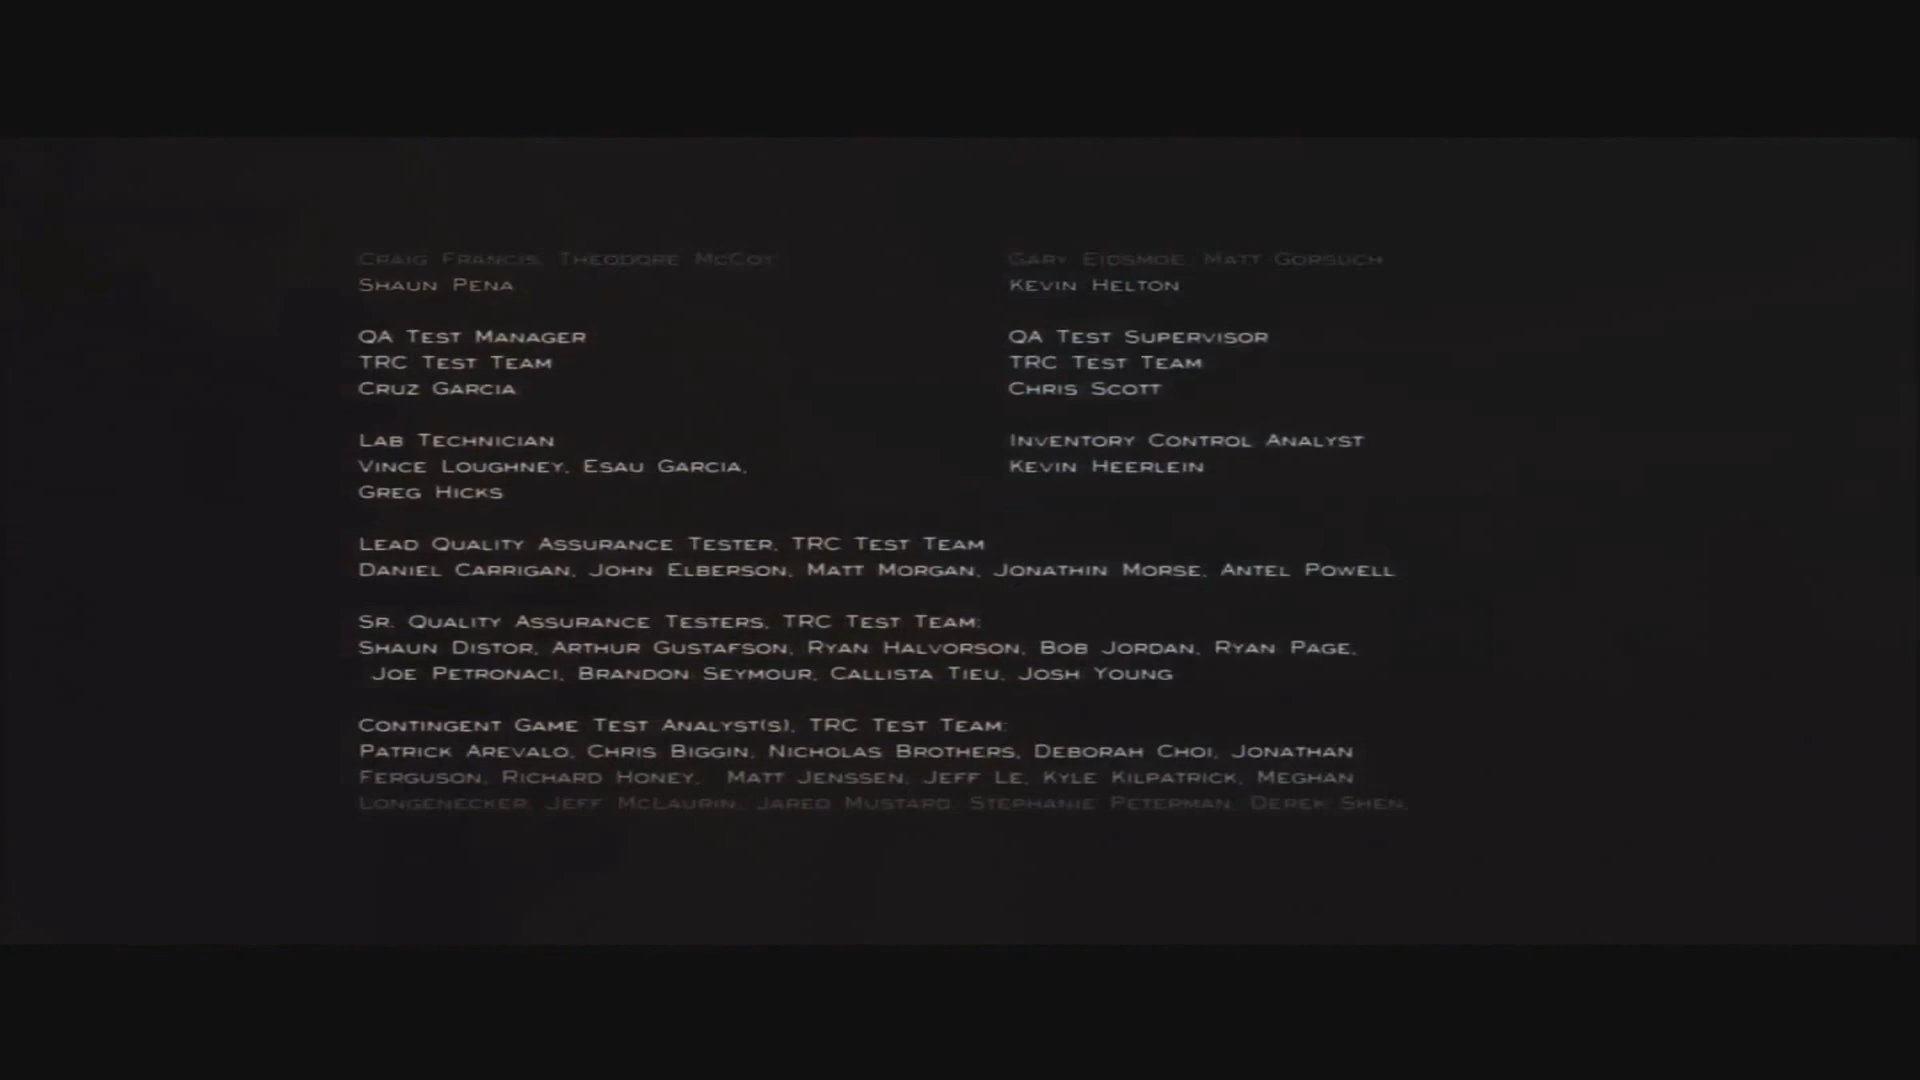 Craig Francis, Theodore McCoy
Shaun Pena
Gary Eidsmoe, Matt Gorsuch
Kevin Helton
QA Test Manager
TRC Test Team
Cruz Garcia
QA Test Supervisor
TRC Test Team
Chris Scott
Lab Technician
Vince Loughney, Esau Garcia,
Greg Hicks
Inventory Control Analyst
Kevin Heerlein
Lead Quality Assurance Tester, TRC Test Team
Daniel Carrigan, John Elberson, Matt Morgan, Jonathin Morse, Antel Powell
Sr. Quality Assurance Testers, TRC Test Team:
Shaun Distor, Arthur Gustafson, Ryan Halvorson, Bob Jordan, Ryan Page,
Joe Petronaci, Brandon Seymour, Callista Tieu, Josh Young
Contingent Game Test Analyst(s), TRC Test Team:
Patrick Arevalo, Chris Biggin, Nicholas Brothers, Deborah Choi, Jonathan
Ferguson, Richard Honey, Matt Jenssen, Jeff Le, Kyle Kilpatrick, Meghan
Longenecker, Jeff McLaurin, Jared Mustard, Stephanie Peterman, Derek Shen,